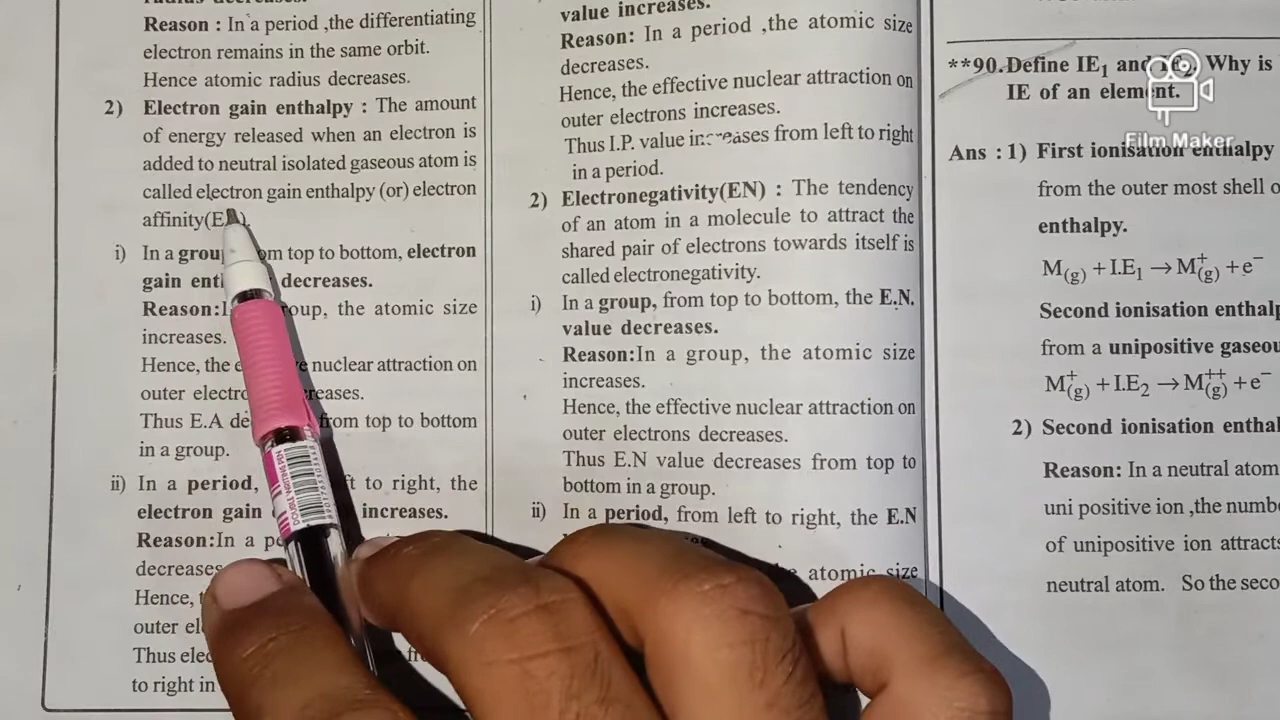 Reason : In a period ,the differentiating
electron remains in the same orbit.
Hence atomic radius decreases.
2) Electron gain enthalpy : The amount
of energy released when an electron is
added to neutral isolated gaseous atom is
called electron gain enthalpy (or) electron
affinity(EA).
i) In a from top to bottom, electron
gain decreases.
Reason: the atomic size
increases.
Hence, the nuclear attraction on
outer
Thus E.A from top to bottom
in a group.
ii) In a period, to right, the
electron gain increases.
Reason:In a
decreases
Hence,
outer
Thus
to right in
value increases.
Reason: In a period ,the atomic size
decreases.
Hence, the effective nuclear attraction on
outer electrons increases.
Thus I.P. value increases from left to right
in a period.
2) Electronegativity(EN) : The tendency
of an atom in a molecule to attract the
shared pair of electrons towards itself is
called electronegativity.
i) In a group, from top to bottom, the E.N.
value decreases.
Reason:In a group, the atomic size
increases.
Hence, the effective nuclear attraction on
outer electrons decreases.
Thus E.N value decreases from top to
bottom in a group.
ii) In a period, from left to right, the E.N
atomic size
**90.Define IE₁ and IE₂. Why is
IE of an element.
Film Maker
Ans : 1) First ionisation enthalpy
from the outer most shell
enthalpy.
M(g) + I.E₁ → M⁺(g) + e⁻
Second ionisation
from a unipositive
M⁺(g) + I.E₂ → M⁺⁺(g) + e⁻
2) Second ionisation
Reason: In a neutral atom
uni positive ion ,the
of unipositive ion attracts
neutral atom. So the